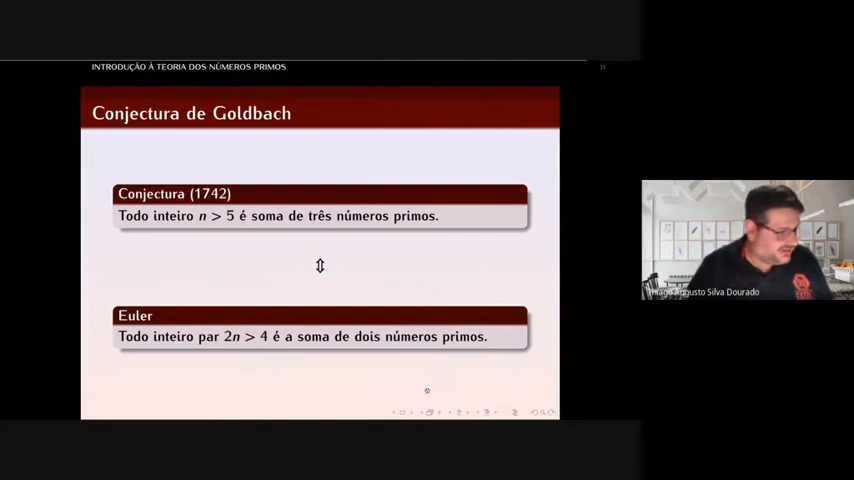 INTRODUÇÃO À TEORIA DOS NÚMEROS PRIMOS
Conjectura de Goldbach
Conjectura (1742)
Todo inteiro n > 5 é soma de três números primos.
⇕
Euler
Todo inteiro par 2n > 4 é a soma de dois números primos.
Thiago Augusto Silva Dourado